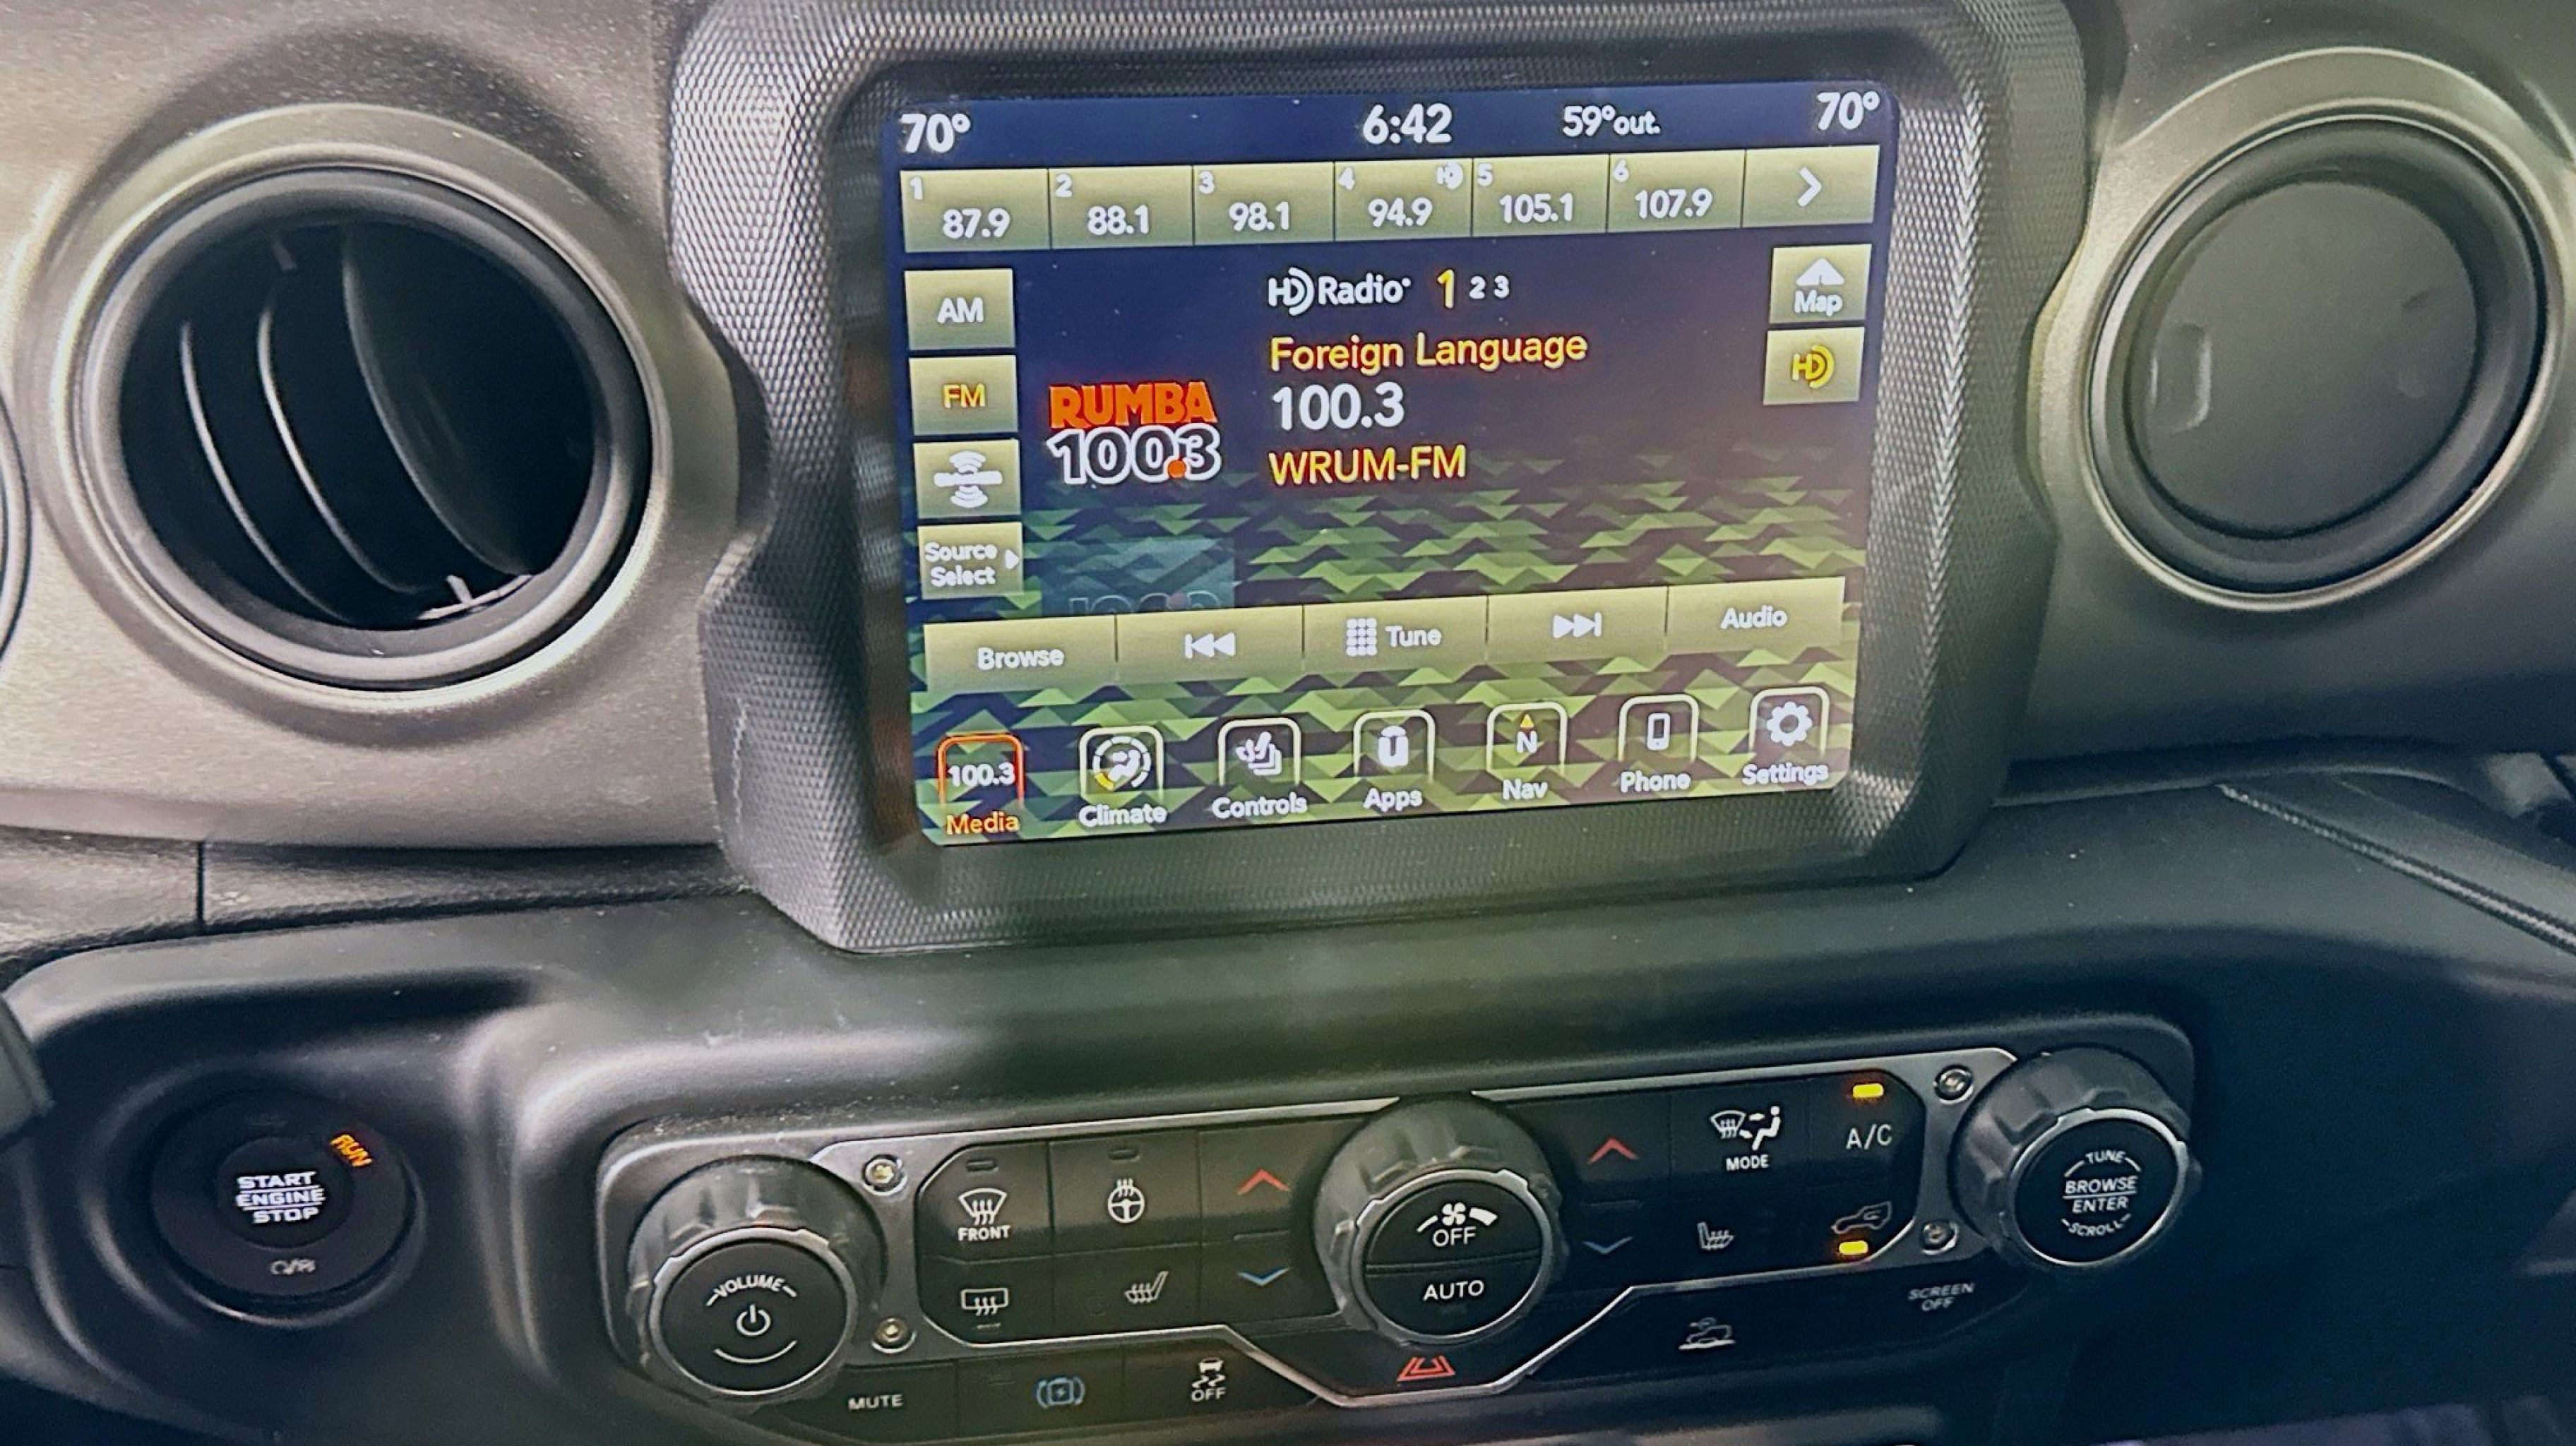 70° 6:42 59°out. 70°
1 87.9 2 88.1 3 98.1 4 HD 94.9 5 105.1 6 107.9
HD Radio 1 2 3
AM
Map
Foreign Language
FM
HD
RUMBA
100.3
100.3
WRUM-FM
Source
Select
Browse Tune Audio
100.3
N
Media Climate Controls Apps Nav Phone Settings
RUN
START
ENGINE
STOP
FRONT
VOLUME
MUTE
OFF
OFF
AUTO
MODE
A/C
TUNE
BROWSE
ENTER
SCROLL
SCREEN
OFF